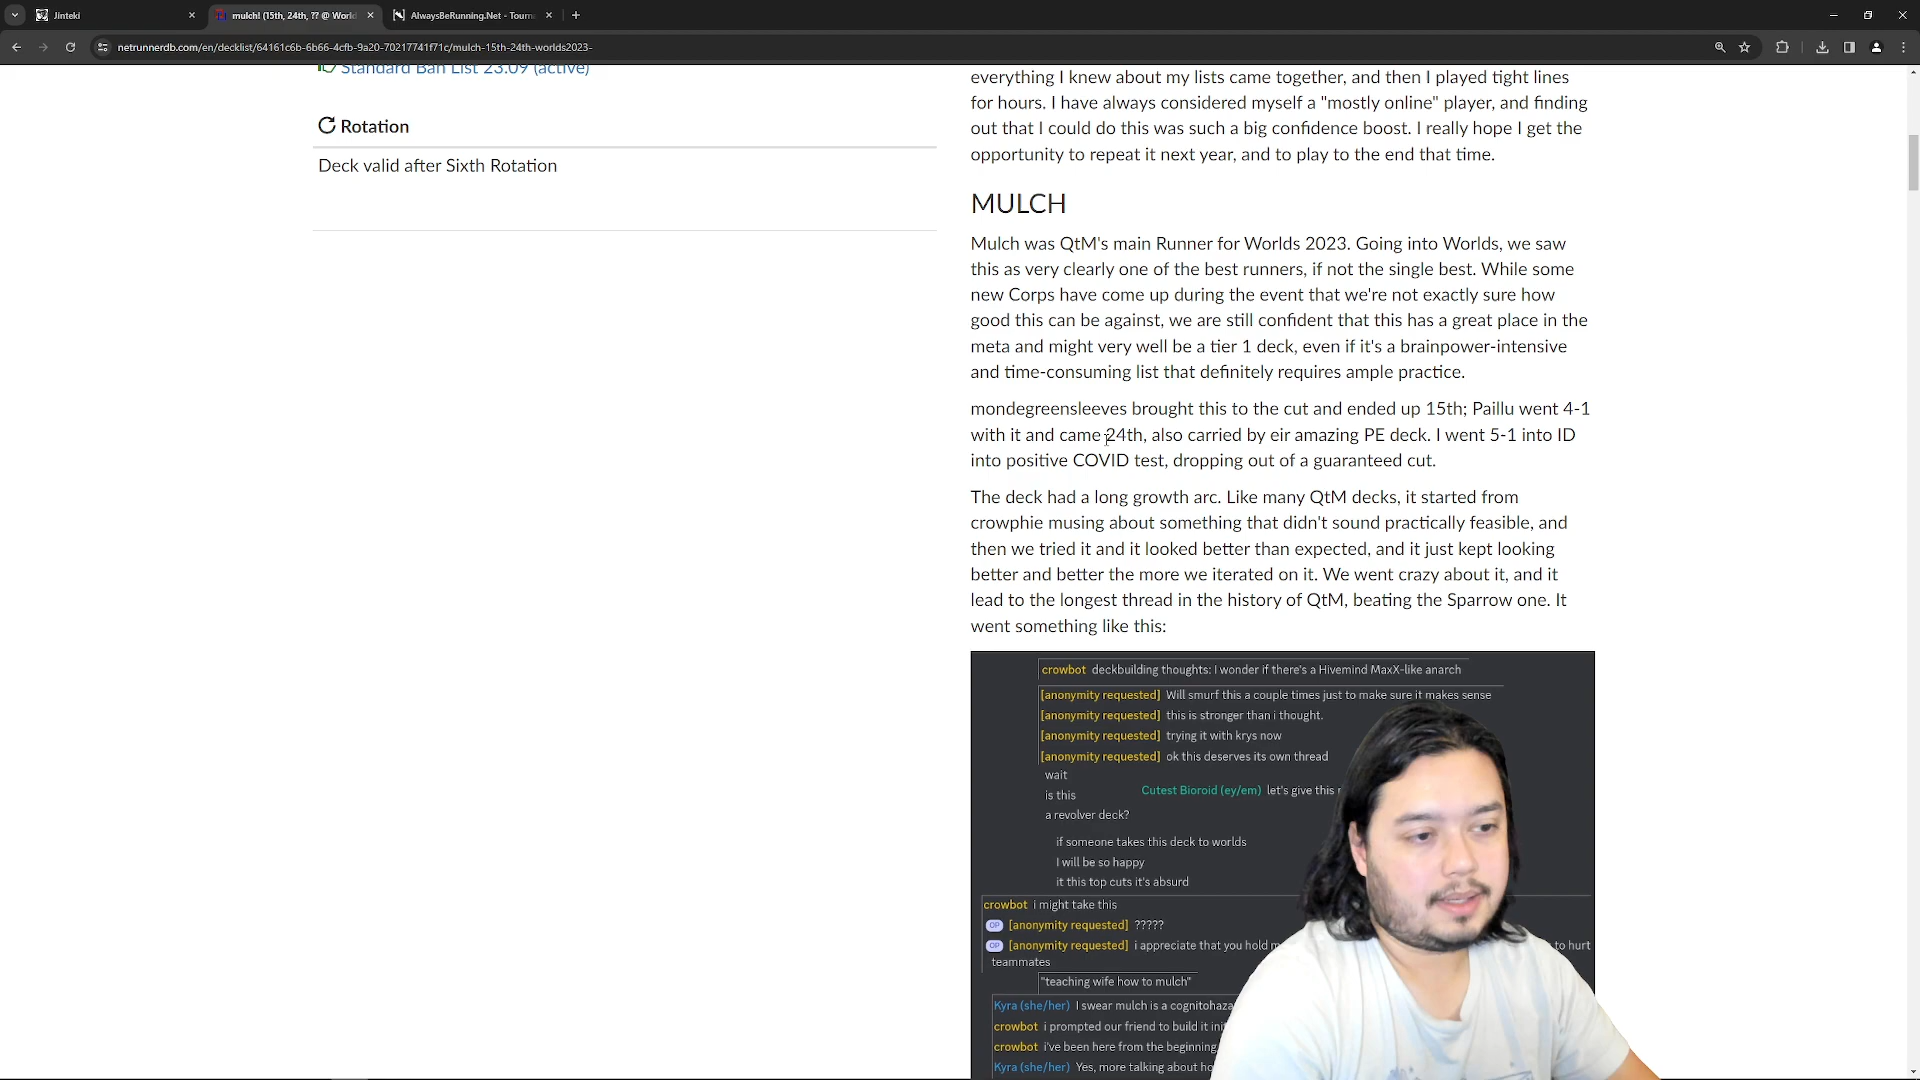 Jinteki
mulch! (15th, 24th, ?? @ World
AlwaysBeRunning.Net - Tourna
netrunnerdb.com/en/decklist/64161c6b-6b66-4cfb-9a20-70217741f71c/mulch-15th-24th-worlds2023-
Standard Ban List 23.09 (active)
Rotation
Deck valid after Sixth Rotation
everything I knew about my lists came together, and then I played tight lines
for hours. I have always considered myself a "mostly online" player, and finding
out that I could do this was such a big confidence boost. I really hope I get the
opportunity to repeat it next year, and to play to the end that time.
MULCH
Mulch was QtM's main Runner for Worlds 2023. Going into Worlds, we saw
this as very clearly one of the best runners, if not the single best. While some
new Corps have come up during the event that we're not exactly sure how
good this can be against, we are still confident that this has a great place in the
meta and might very well be a tier 1 deck, even if it's a brainpower-intensive
and time-consuming list that definitely requires ample practice.
mondegreensleeves brought this to the cut and ended up 15th; Paillu went 4-1
with it and came 24th, also carried by eir amazing PE deck. I went 5-1 into ID
into positive COVID test, dropping out of a guaranteed cut.
The deck had a long growth arc. Like many QtM decks, it started from
crowphie musing about something that didn't sound practically feasible, and
then we tried it and it looked better than expected, and it just kept looking
better and better the more we iterated on it. We went crazy about it, and it
lead to the longest thread in the history of QtM, beating the Sparrow one. It
went something like this:
crowbot deckbuilding thoughts: I wonder if there's a Hivemind MaxX-like anarch
[anonymity requested] Will smurf this a couple times just to make sure it makes sense
[anonymity requested] this is stronger than i thought.
[anonymity requested] trying it with krys now
[anonymity requested] ok this deserves its own thread
wait
is this
Cutest Bioroid (ey/em) let's give this
a revolver deck?
if someone takes this deck to worlds
I will be so happy
it this top cuts it's absurd
crowbot i might take this
OP [anonymity requested] ?????
OP [anonymity requested] i appreciate that you hold to hurt
teammates
"teaching wife how to mulch"
Kyra (she/her) I swear mulch is a cognitohaza
crowbot i prompted our friend to build it ini
crowbot i've been here from the beginning
Kyra (she/her) Yes, more talking about ho